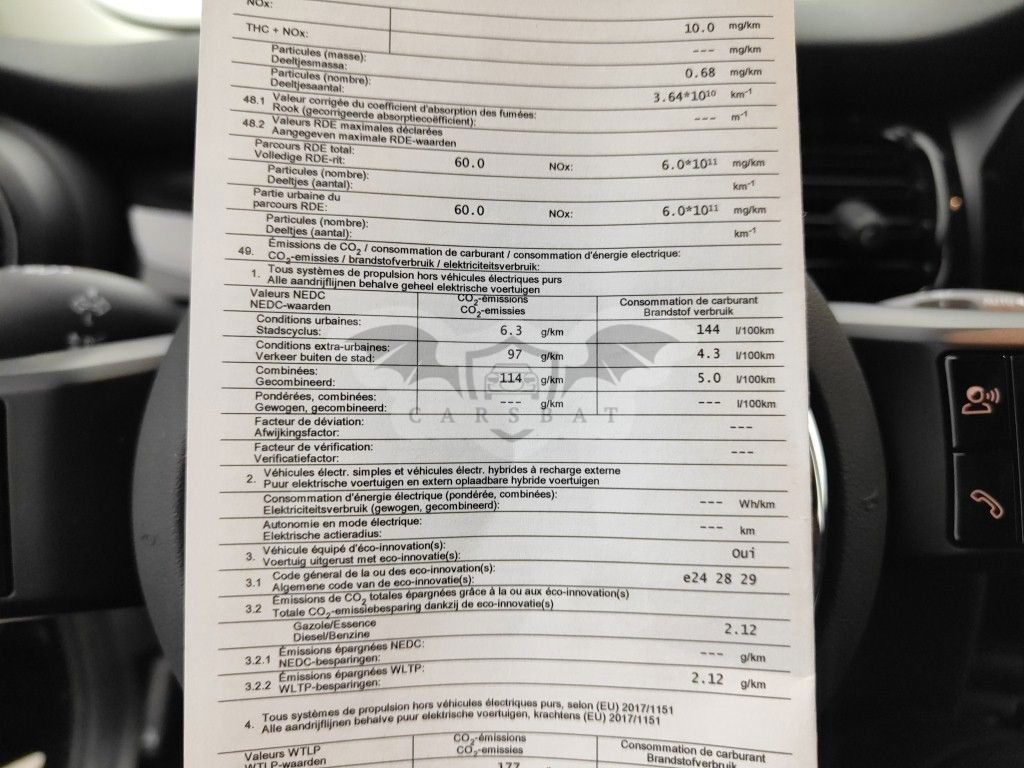 NOx:
THC + NOx: 10.0 mg/km
Particules (masse): --- mg/km
Deeltjesmassa:
Particules (nombre): 0.68 mg/km
Deeltjesaantal:
3.64*10¹⁰ km⁻¹
48.1 Valeur corrigée du coefficient d'absorption des fumées:
Rook (gecorrigeerde absorptiecoëfficient): --- m⁻¹
48.2 Valeurs RDE maximales déclarées
Aangegeven maximale RDE-waarden
Parcours RDE total:
Volledige RDE-rit: 60.0 NOx: 6.0*10¹¹ mg/km
Particules (nombre):
Deeltjes (aantal): km⁻¹
Partie urbaine du
parcours RDE: 60.0 NOx: 6.0*10¹¹ mg/km
Particules (nombre):
Deeltjes (aantal): km⁻¹
49. Émissions de CO₂ / consommation de carburant / consommation d'énergie electrique:
CO₂-emissies / brandstofverbruik / elektriciteitsverbruik:
1. Tous systèmes de propulsion hors véhicules électriques purs
Alle aandrijflijnen behalve geheel elektrische voertuigen
Valeurs NEDC CO₂-émissions Consommation de carburant
NEDC-waarden CO₂-emissies Brandstof verbruik
Conditions urbaines:
Stadscyclus: 6.3 g/km 144 l/100km
Conditions extra-urbaines:
Verkeer buiten de stad: 97 g/km 4.3 l/100km
Combinées:
Gecombineerd: 114 g/km 5.0 l/100km
Pondérées, combinées:
Gewogen, gecombineerd: --- g/km --- l/100km
CARSBAT
Facteur de déviation:
Afwijkingsfactor: ---
Facteur de vérification:
Verificatiefactor: ---
2. Véhicules électr. simples et véhicules électr. hybrides à recharge externe
Puur elektrische voertuigen en extern oplaadbare hybride voertuigen
Consommation d'énergie électrique (pondérée, combinées):
Elektriciteitsverbruik (gewogen, gecombineerd): --- Wh/km
Autonomie en mode électrique:
Elektrische actieradius: --- km
3. Véhicule équipé d'éco-innovation(s):
Voertuig uitgerust met eco-innovatie(s): Oui
3.1 Code géneral de la ou des eco-innovation(s):
Algemene code van de eco-innovatie(s): e24 28 29
3.2 Émissions de CO₂ totales épargnées grâce à la ou aux éco-innovation(s)
Totale CO₂-emissiebesparing dankzij de eco-innovatie(s)
Gazole/Essence
Diesel/Benzine 2.12
3.2.1 Émissions épargnées NEDC:
NEDC-besparingen: --- g/km
3.2.2 Émissions épargnées WLTP:
WLTP-besparingen: 2.12 g/km
4. Tous systèmes de propulsion hors véhicules électriques purs, selon (EU) 2017/1151
Alle aandrijflijnen behalve puur elektrische voertuigen, krachtens (EU) 2017/1151
Valeurs WTLP CO₂-émissions Consommation de carburant
WTLP-waarden CO₂-emissies Brandstofverbruik
177